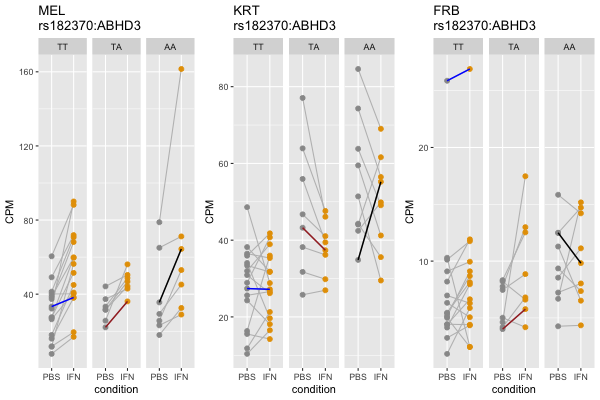 MEL
rs182370:ABHD3
TT TA AA
160
120
80
40
CPM
PBS IFN PBS IFN PBS IFN
condition
KRT
rs182370:ABHD3
TT TA AA
80
60
40
20
CPM
PBS IFN PBS IFN PBS IFN
condition
FRB
rs182370:ABHD3
TT TA AA
20
10
CPM
PBS IFN PBS IFN PBS IFN
condition